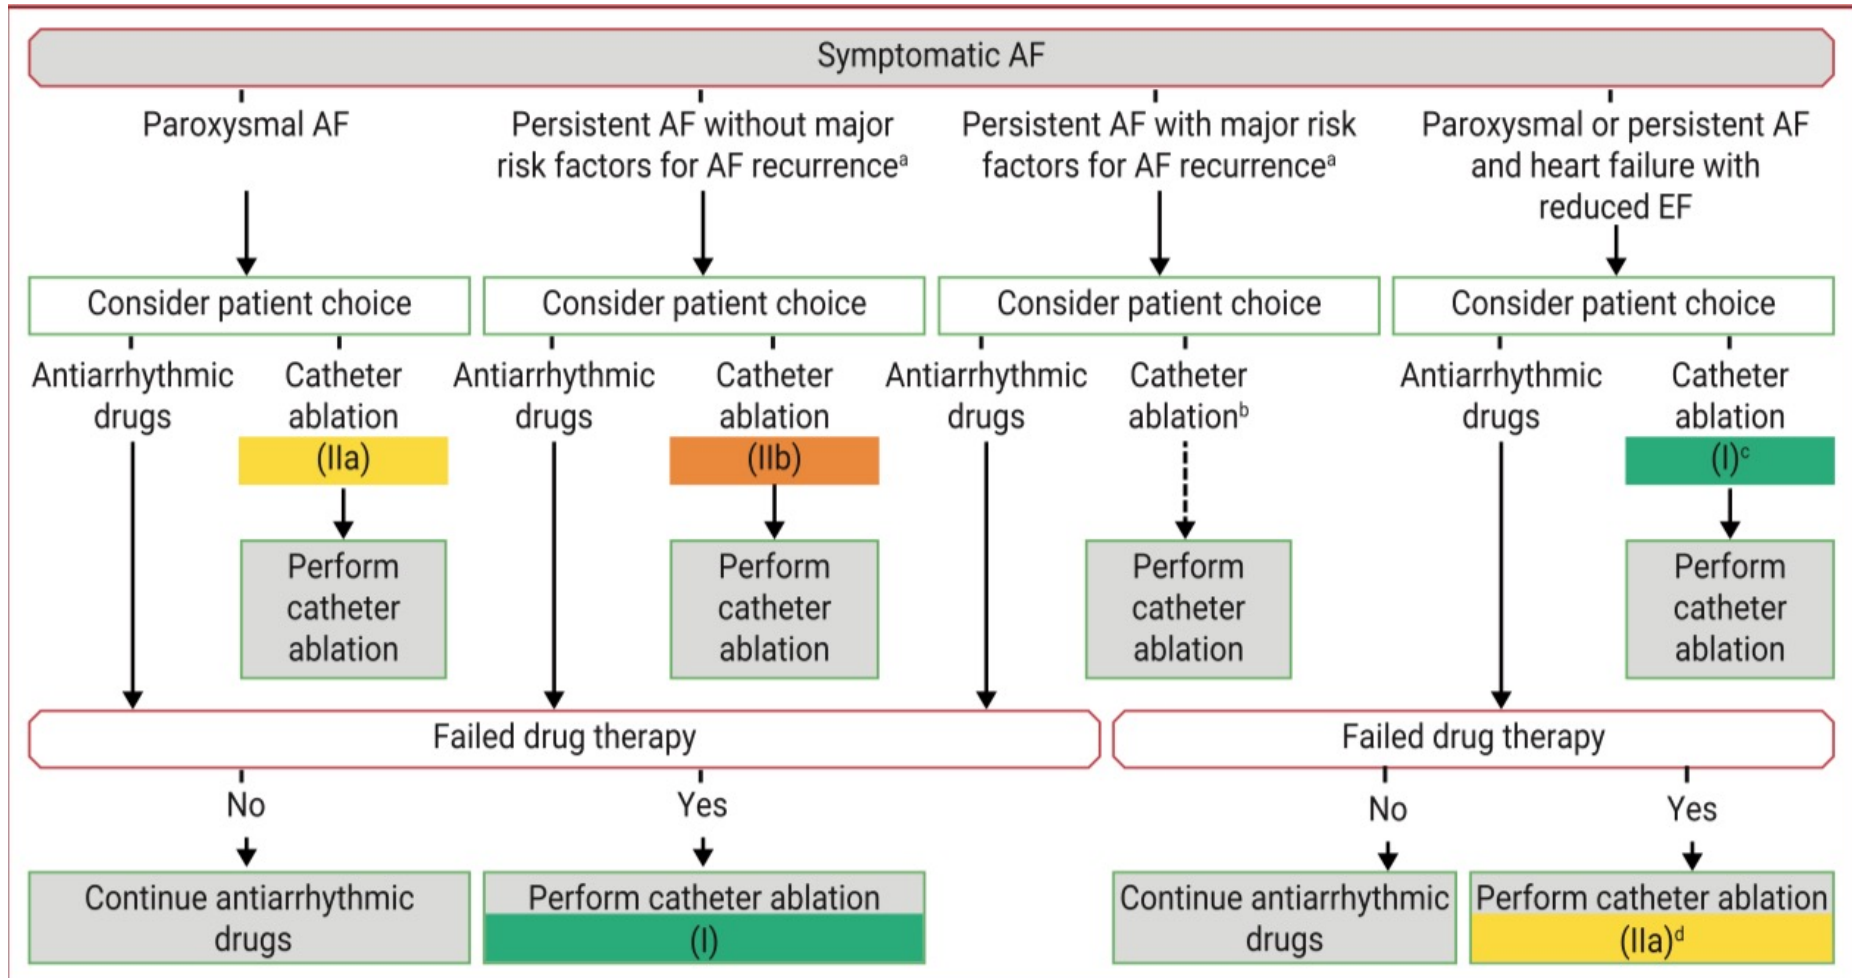 Symptomatic AF
Paroxysmal AF
Persistent AF without major
risk factors for AF recurrenceᵃ
Persistent AF with major risk
factors for AF recurrenceᵃ
Paroxysmal or persistent AF
and heart failure with
reduced EF
Consider patient choice
Consider patient choice
Consider patient choice
Consider patient choice
Antiarrhythmic
drugs
Catheter
ablation
(IIa)
Antiarrhythmic
drugs
Catheter
ablation
(IIb)
Antiarrhythmic
drugs
Catheter
ablationᵇ
Antiarrhythmic
drugs
Catheter
ablation
(I)ᶜ
Perform
catheter
ablation
Perform
catheter
ablation
Perform
catheter
ablation
Perform
catheter
ablation
Failed drug therapy
Failed drug therapy
No
Yes
No
Yes
Continue antiarrhythmic
drugs
Perform catheter ablation
(I)
Continue antiarrhythmic
drugs
Perform catheter ablation
(IIa)ᵈ